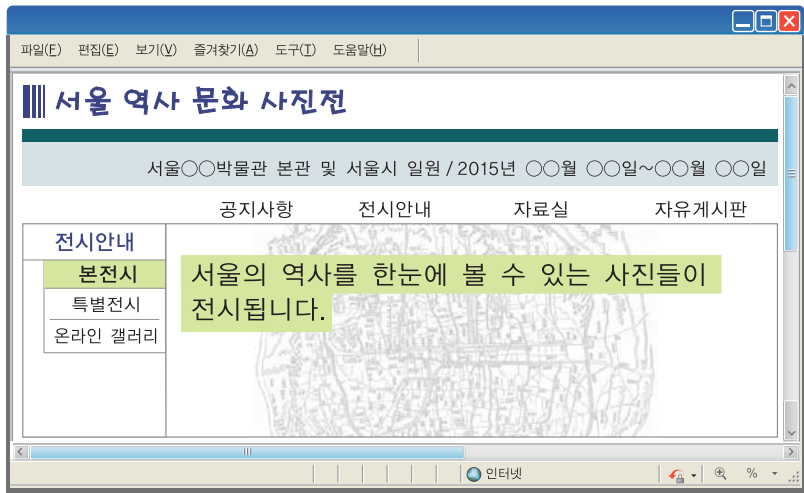 파일(F) 편집(E) 보기(V) 즐겨찾기(A) 도구(T) 도움말(H)
서울 역사 문화 사진전
서울○○박물관 본관 및 서울시 일원 / 2015년 ○○월 ○○일~○○월 ○○일
공지사항 전시안내 자료실 자유게시판
전시안내
본전시
특별전시
온라인 갤러리
서울의 역사를 한눈에 볼 수 있는 사진들이
전시됩니다.
인터넷 %